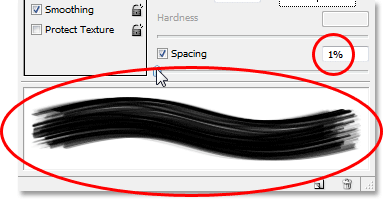 Smoothing
Hardness
Protect Texture
Spacing
1%